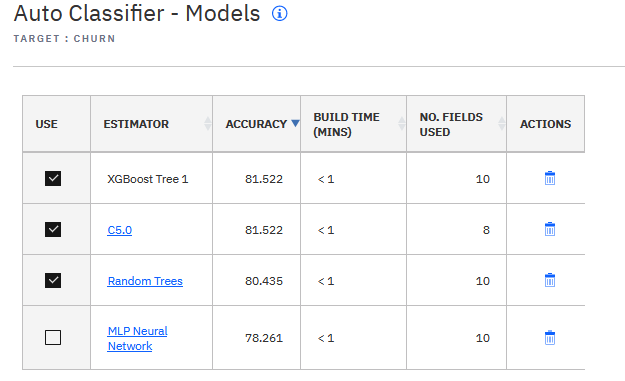 Auto Classifier - Models
TARGET : CHURN
USE ESTIMATOR ACCURACY BUILD TIME (MINS) NO. FIELDS USED ACTIONS
XGBoost Tree 1 81.522 < 1 10
C5.0 81.522 < 1 8
Random Trees 80.435 < 1 10
MLP Neural Network 78.261 < 1 10